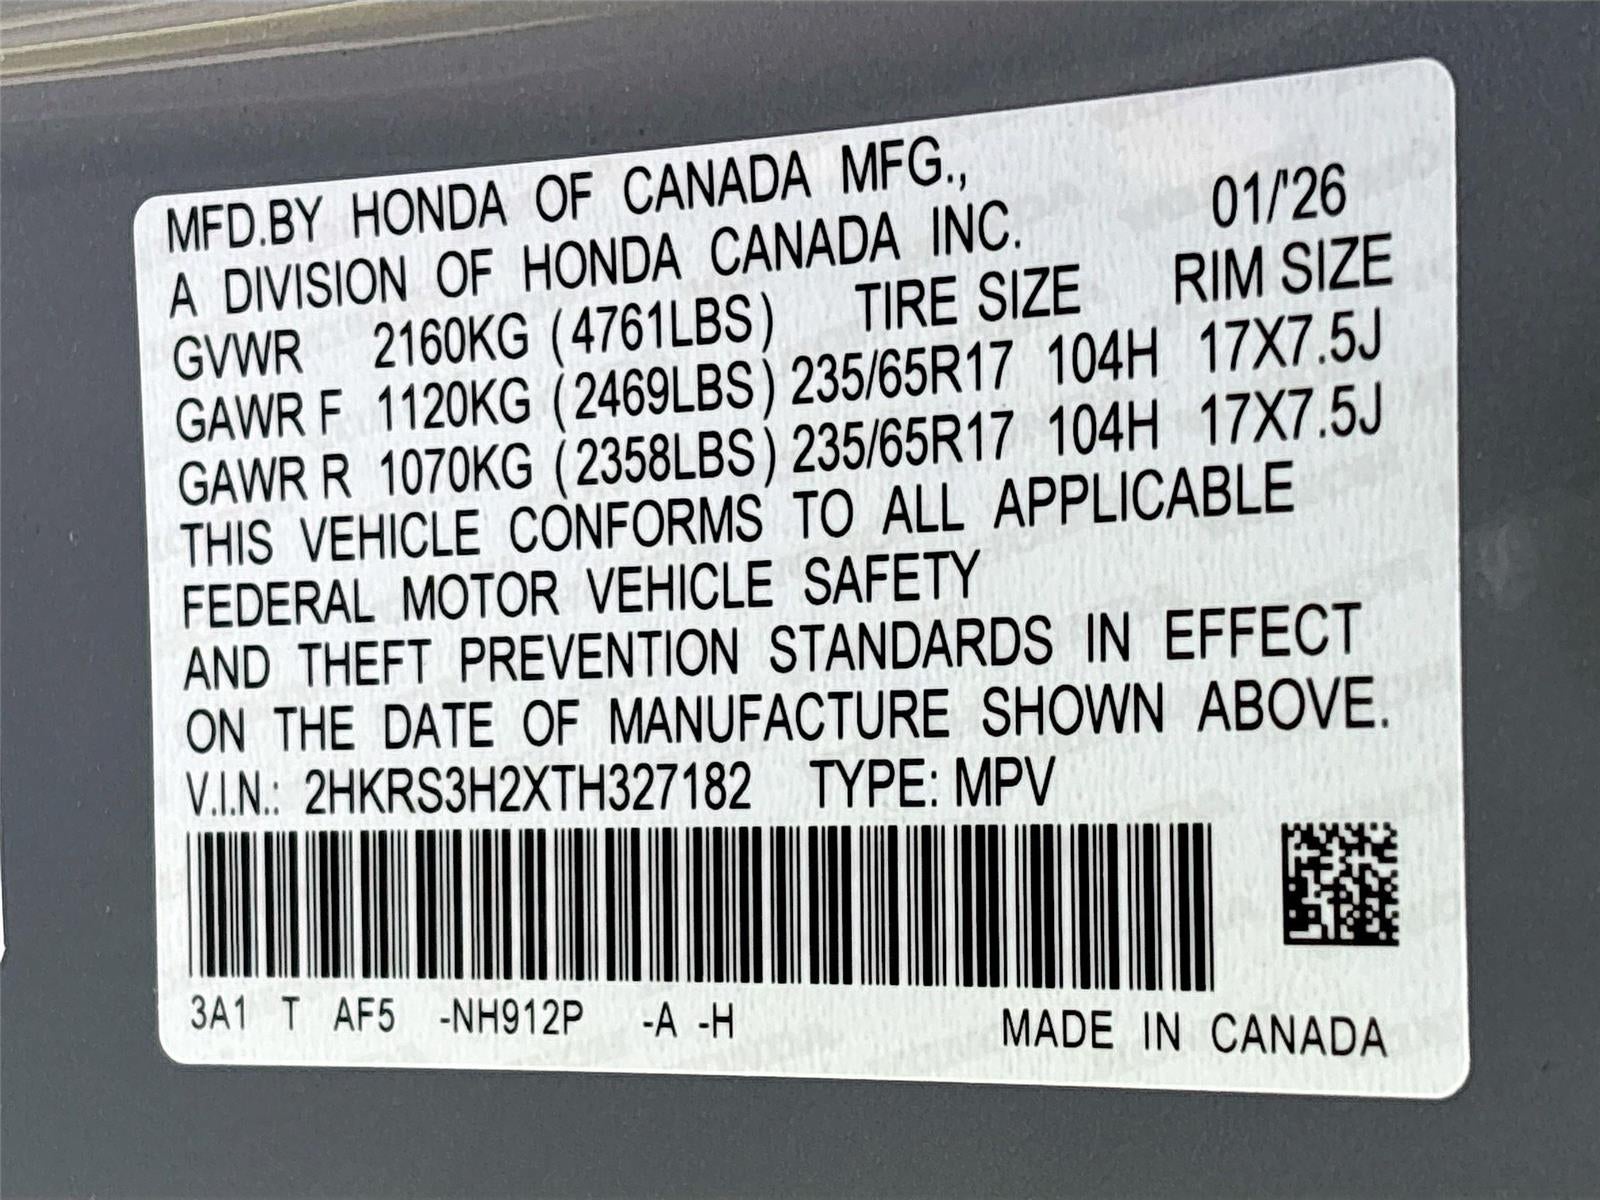 MFD.BY HONDA OF CANADA MFG.,
A DIVISION OF HONDA CANADA INC. 01/'26
GVWR 2160KG (4761LBS) TIRE SIZE RIM SIZE
GAWR F 1120KG (2469LBS) 235/65R17 104H 17X7.5J
GAWR R 1070KG (2358LBS) 235/65R17 104H 17X7.5J
THIS VEHICLE CONFORMS TO ALL APPLICABLE
FEDERAL MOTOR VEHICLE SAFETY
AND THEFT PREVENTION STANDARDS IN EFFECT
ON THE DATE OF MANUFACTURE SHOWN ABOVE.
V.I.N.: 2HKRS3H2XTH327182 TYPE: MPV
3A1 T AF5 -NH912P -A -H MADE IN CANADA